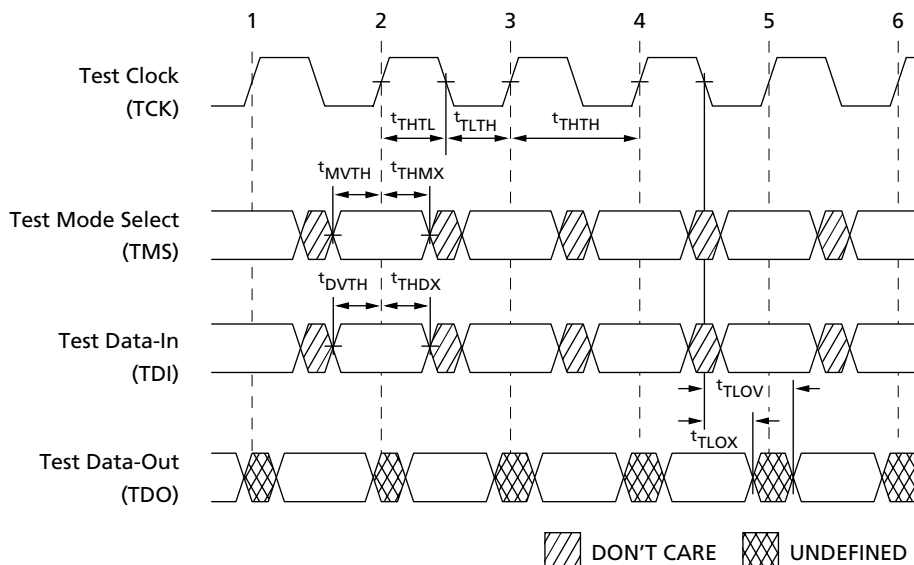 1 2 3 4 5 6
Test Clock
(TCK)
tTHTL tTLTH tTHTH
tMVTH tTHMX
Test Mode Select
(TMS)
tDVTH tTHDX
Test Data-In
(TDI)
tTLOV
tTLOX
Test Data-Out
(TDO)
DON'T CARE UNDEFINED